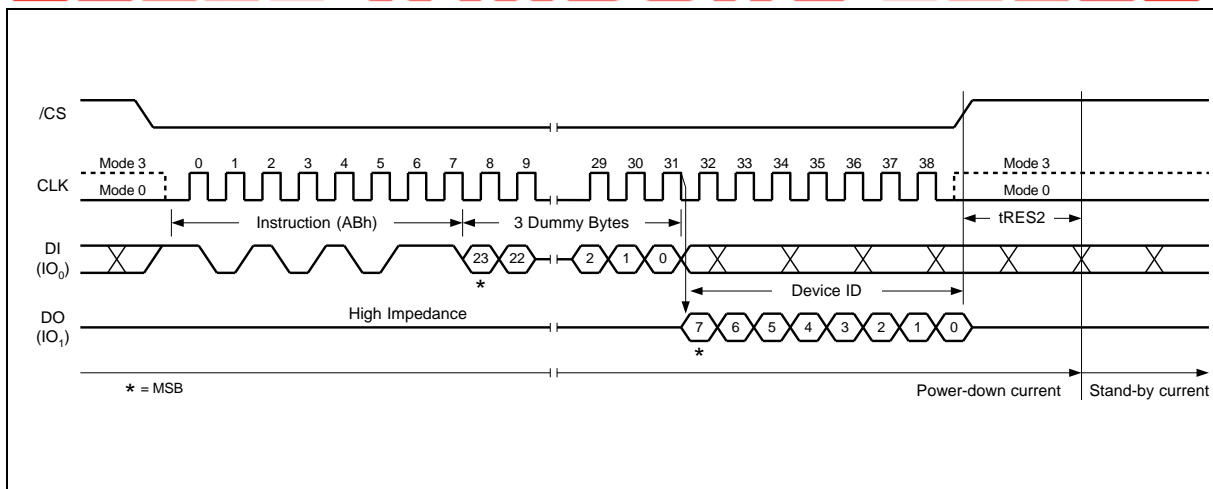 /CS
Mode 3 0 1 2 3 4 5 6 7 8 9 29 30 31 32 33 34 35 36 37 38 Mode 3
CLK
Mode 0 Mode 0
Instruction (ABh) 3 Dummy Bytes tRES2
DI
(IO0)
23 22 2 1 0
*
Device ID
High Impedance
DO
(IO1)
7 6 5 4 3 2 1 0
*
* = MSB
Power-down current Stand-by current